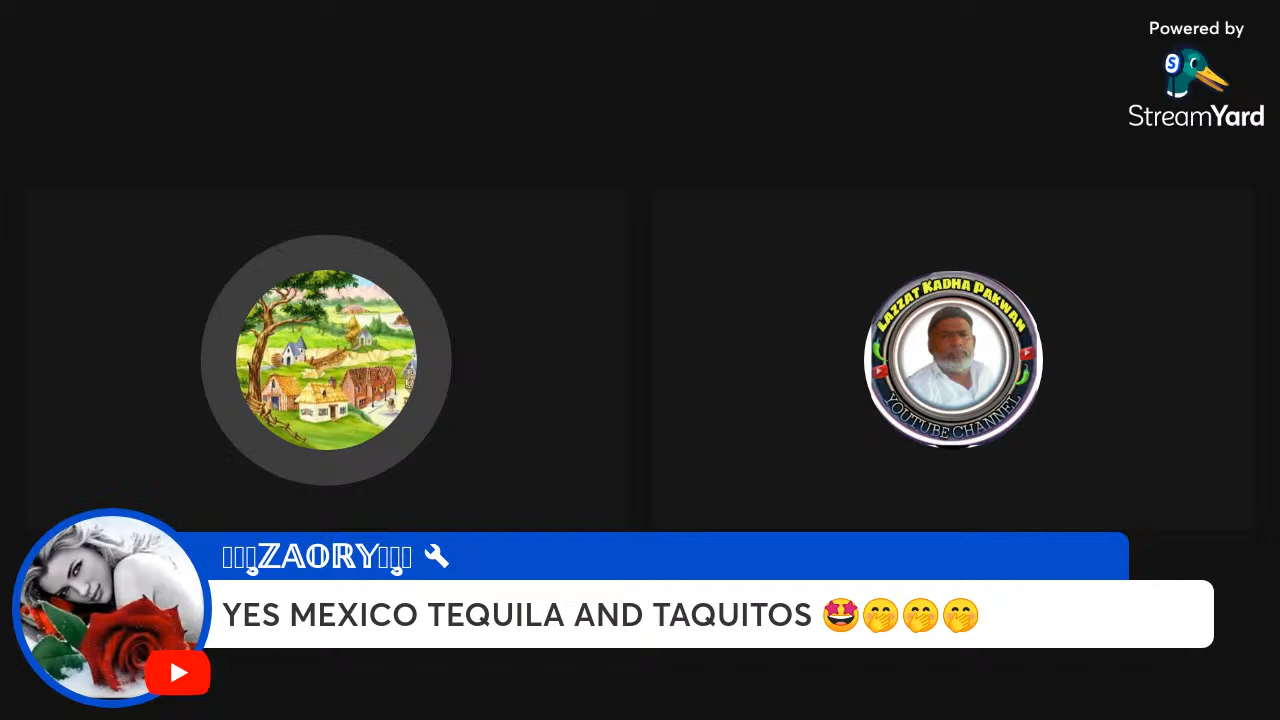 Powered by
S
StreamYard
LAZZAT KADHA PAKWAN
YOUTUBE CHANNEL
ℤAORY
YES MEXICO TEQUILA AND TAQUITOS 🤩🤭🤭🤭